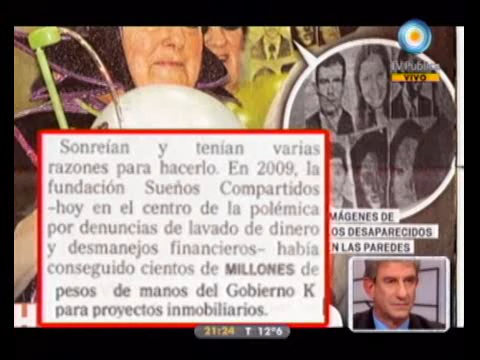 TV Pública
VIVO
Sonreían y tenían varias
razones para hacerlo. En 2009, la
fundación Sueños Compartidos
–hoy en el centro de la polémica
por denuncias de lavado de dinero
y desmanejos financieros– había
conseguido cientos de MILLONES de
pesos de manos del Gobierno K
para proyectos inmobiliarios.
MÁGENES DE
OS DESAPARECIDOS
EN LAS PAREDES
21:24 T 12°6